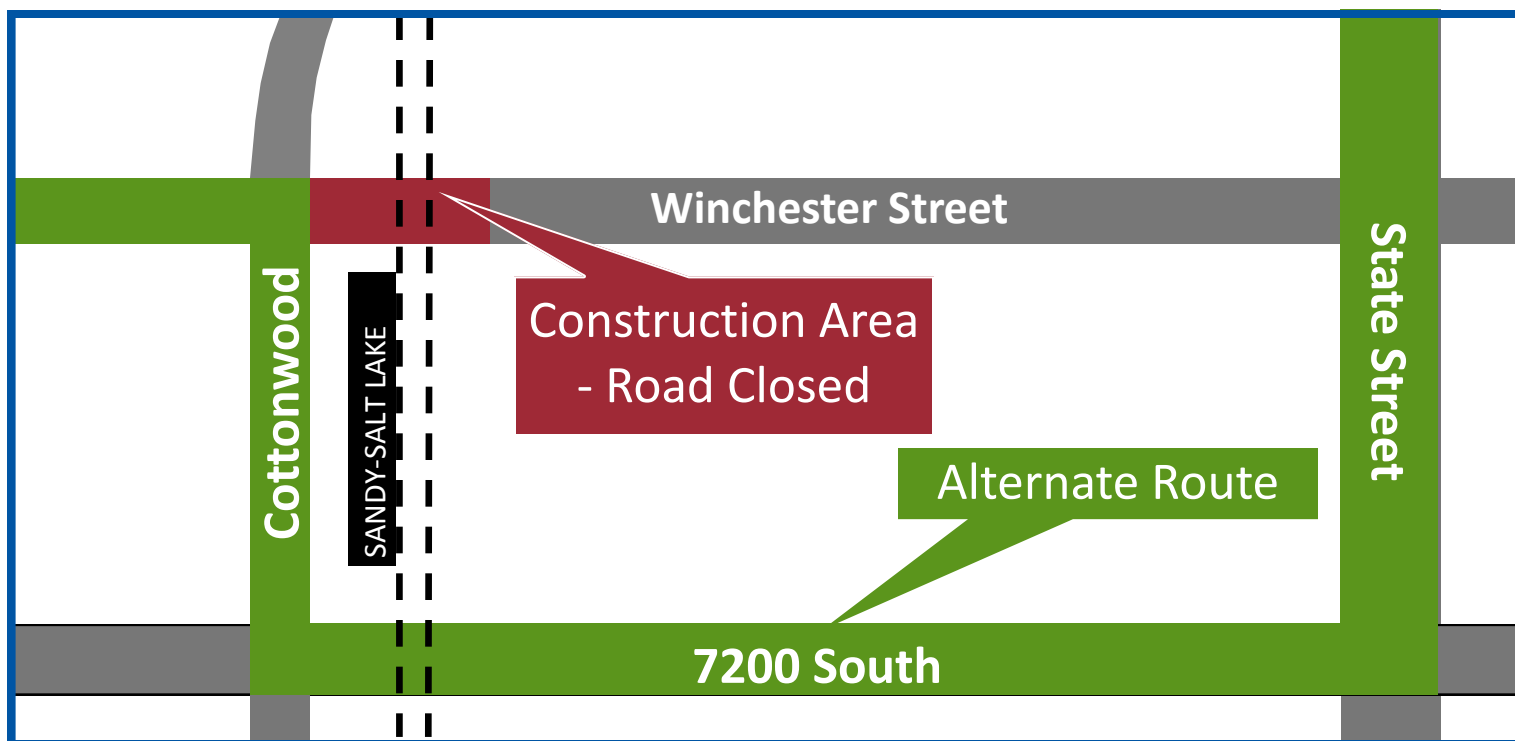 Winchester Street
Cottonwood
SANDY-SALT LAKE
Construction Area
- Road Closed
State Street
Alternate Route
7200 South